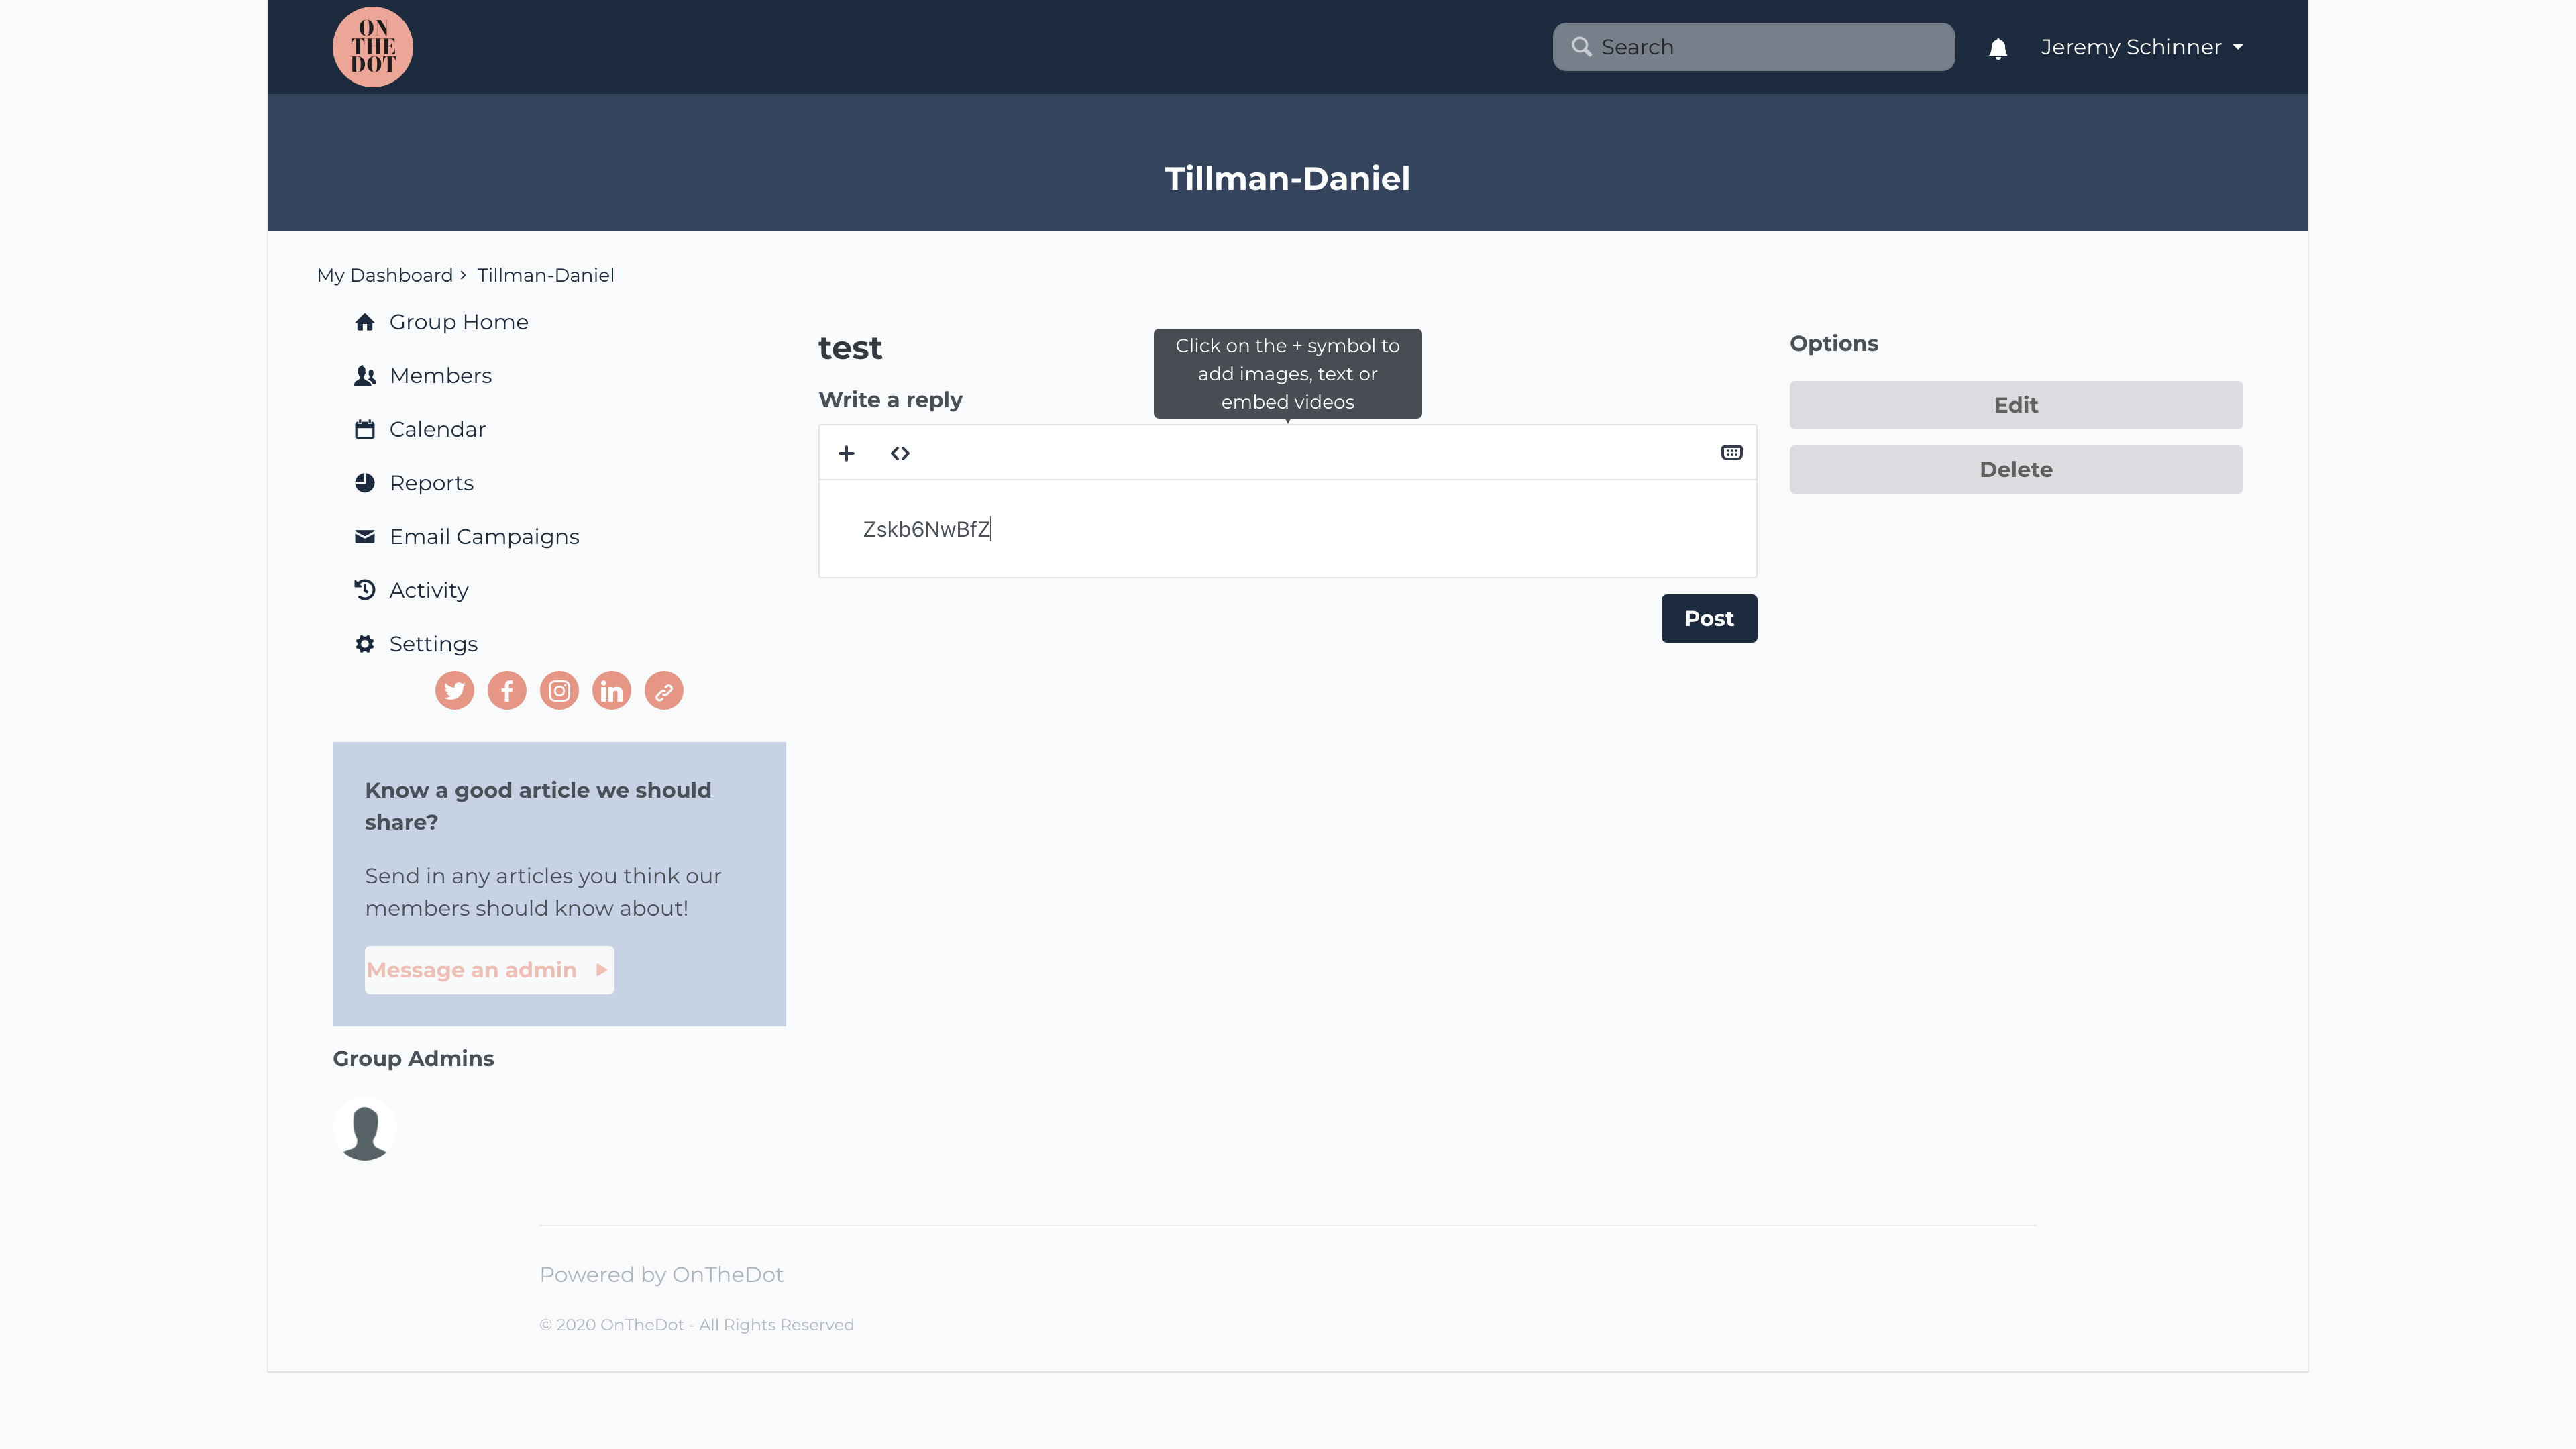 ON
THE
DOT
Search
Jeremy Schinner
Tillman-Daniel
My Dashboard
Tillman-Daniel
Group Home
Members
Calendar
Reports
Email Campaigns
Activity
Settings
Know a good article we should
share?
Send in any articles you think our
members should know about!
Message an admin
Group Admins
test
Click on the + symbol to
add images, text or
embed videos
Write a reply
Zskb6NwBfZ
Post
Options
Edit
Delete
Powered by OnTheDot
© 2020 OnTheDot - All Rights Reserved